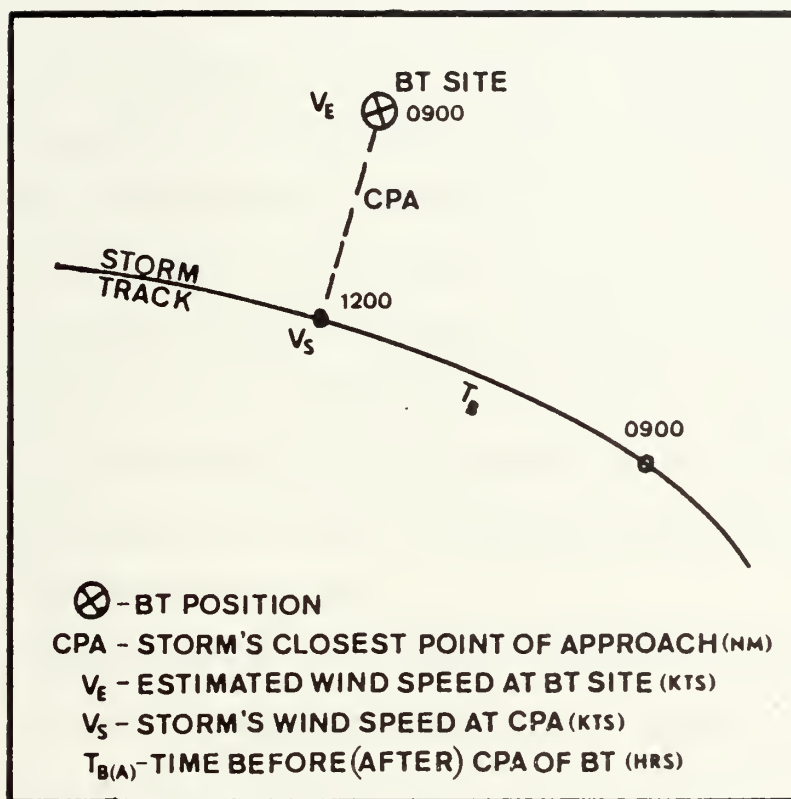 BT SITE
V_E 0900
CPA
STORM
TRACK
1200
V_S
T_B
0900
⊗-BT POSITION
CPA - STORM'S CLOSEST POINT OF APPROACH (NM)
V_E - ESTIMATED WIND SPEED AT BT SITE (KTS)
V_S - STORM'S WIND SPEED AT CPA (KTS)
T_B(A)-TIME BEFORE (AFTER) CPA OF BT (HRS)